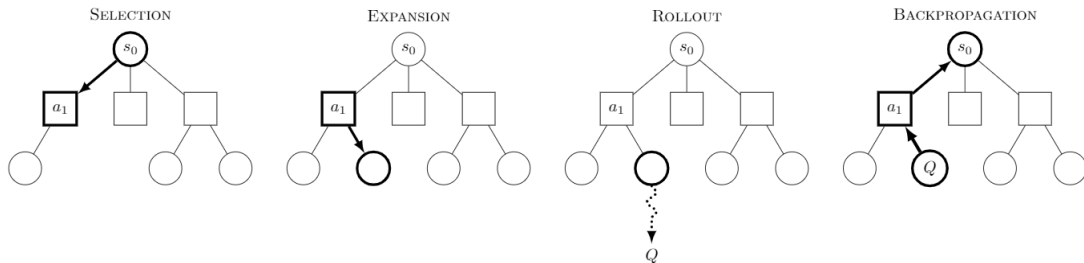 SELECTION
s0
a1
EXPANSION
s0
a1
ROLLOUT
s0
a1
Q
BACKPROPAGATION
s0
a1
Q